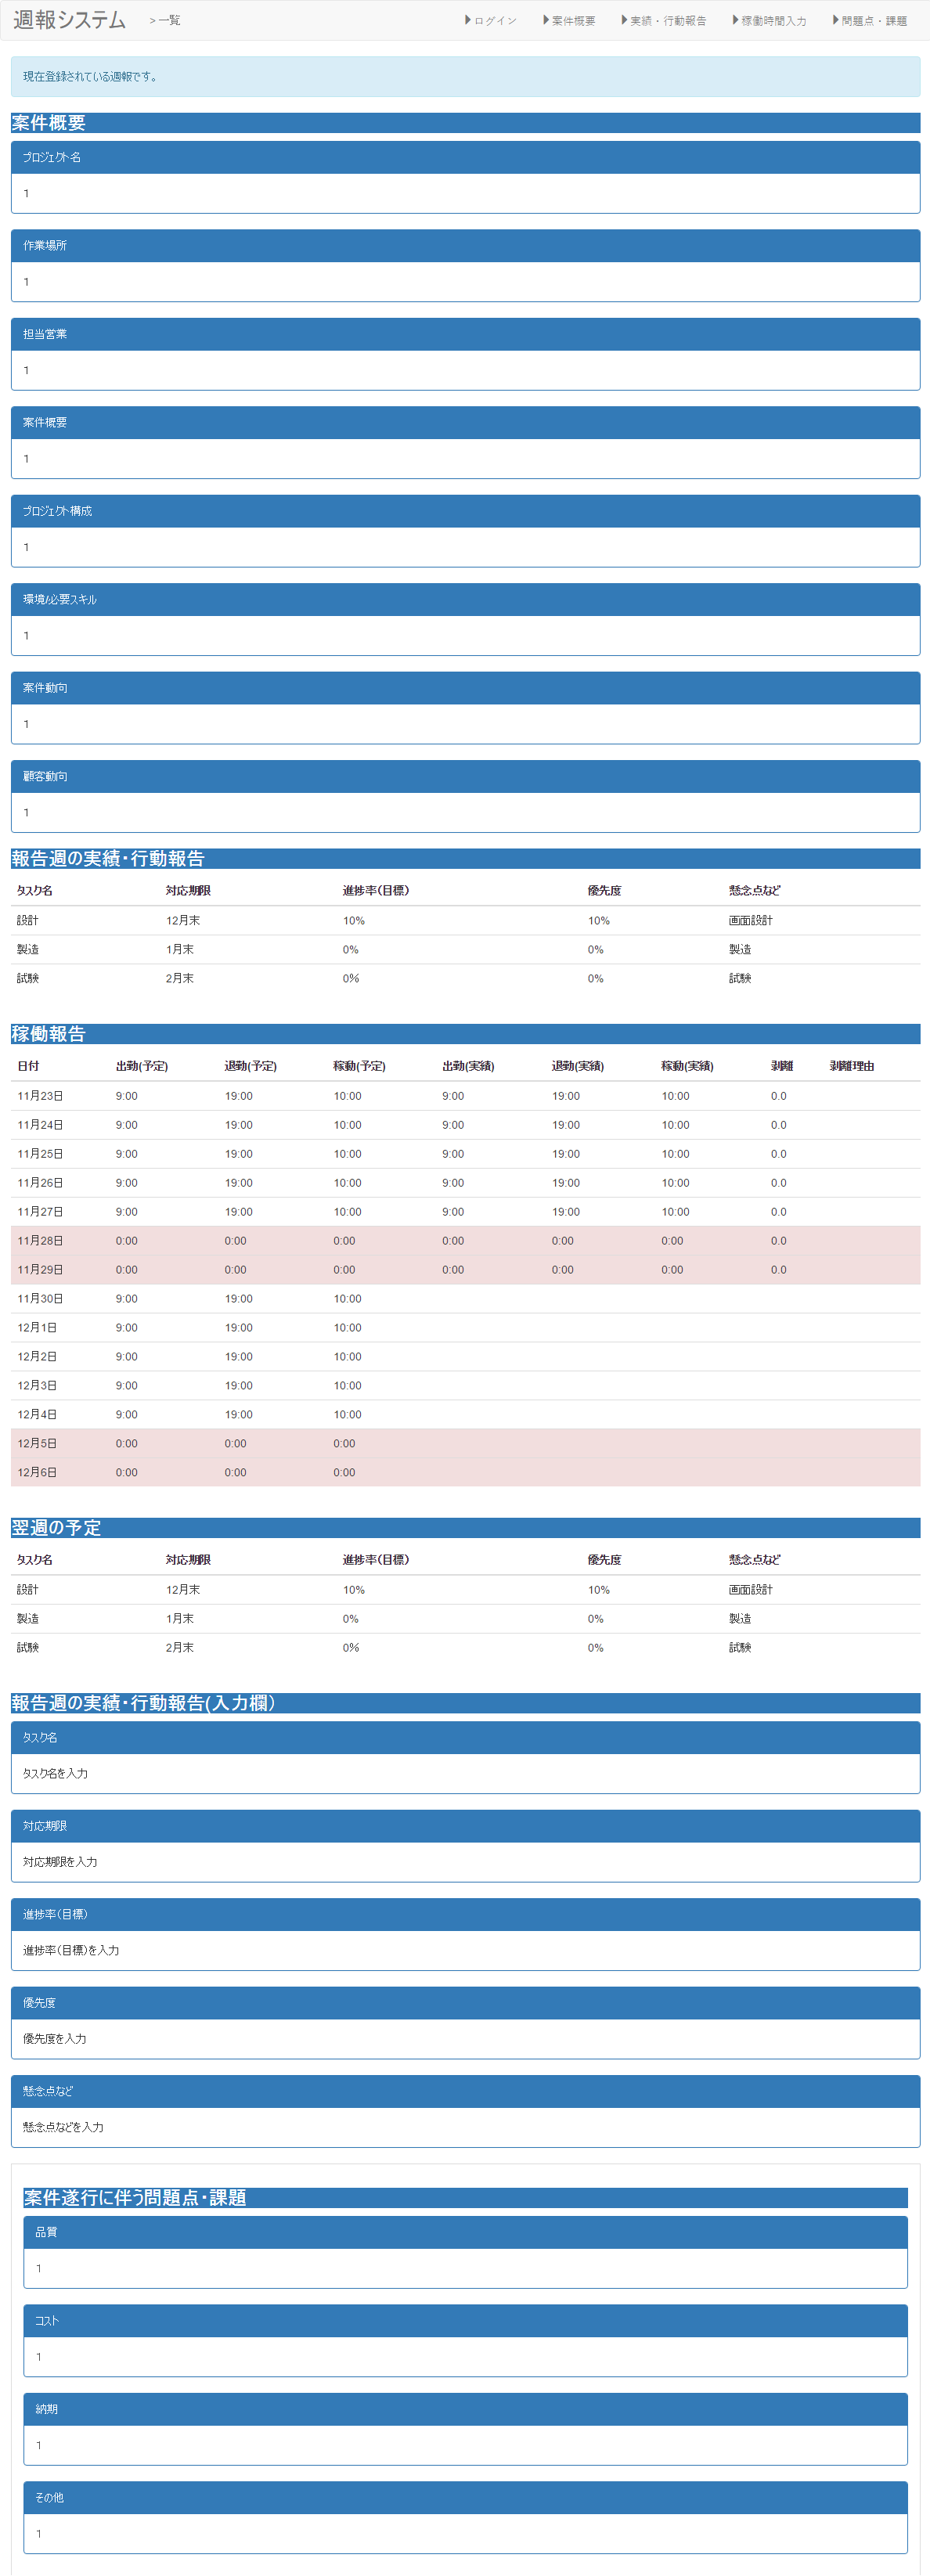 週報システム > 一覧 ログイン 案件概要 実績・行動報告 稼働時間入力 問題点・課題
現在登録されている週報です。
案件概要
プロジェクト名
1
作業場所
1
担当営業
1
案件概要
1
プロジェクト構成
1
環境/必要スキル
1
案件動向
1
顧客動向
1
報告週の実績・行動報告
タスク名 対応期限 進捗率(目標) 優先度 懸念点など
設計 12月末 10% 10% 画面設計
製造 1月末 0% 0% 製造
試験 2月末 0% 0% 試験
稼働報告
日付 出勤(予定) 退勤(予定) 稼動(予定) 出勤(実績) 退勤(実績) 稼動(実績) 剥離 剥離理由
11月23日 9:00 19:00 10:00 9:00 19:00 10:00 0.0
11月24日 9:00 19:00 10:00 9:00 19:00 10:00 0.0
11月25日 9:00 19:00 10:00 9:00 19:00 10:00 0.0
11月26日 9:00 19:00 10:00 9:00 19:00 10:00 0.0
11月27日 9:00 19:00 10:00 9:00 19:00 10:00 0.0
11月28日 0:00 0:00 0:00 0:00 0:00 0:00 0.0
11月29日 0:00 0:00 0:00 0:00 0:00 0:00 0.0
11月30日 9:00 19:00 10:00
12月1日 9:00 19:00 10:00
12月2日 9:00 19:00 10:00
12月3日 9:00 19:00 10:00
12月4日 9:00 19:00 10:00
12月5日 0:00 0:00 0:00
12月6日 0:00 0:00 0:00
翌週の予定
タスク名 対応期限 進捗率(目標) 優先度 懸念点など
設計 12月末 10% 10% 画面設計
製造 1月末 0% 0% 製造
試験 2月末 0% 0% 試験
報告週の実績・行動報告(入力欄)
タスク名
タスク名を入力
対応期限
対応期限を入力
進捗率(目標)
進捗率(目標)を入力
優先度
優先度を入力
懸念点など
懸念点などを入力
案件遂行に伴う問題点・課題
品質
1
コスト
1
納期
1
その他
1